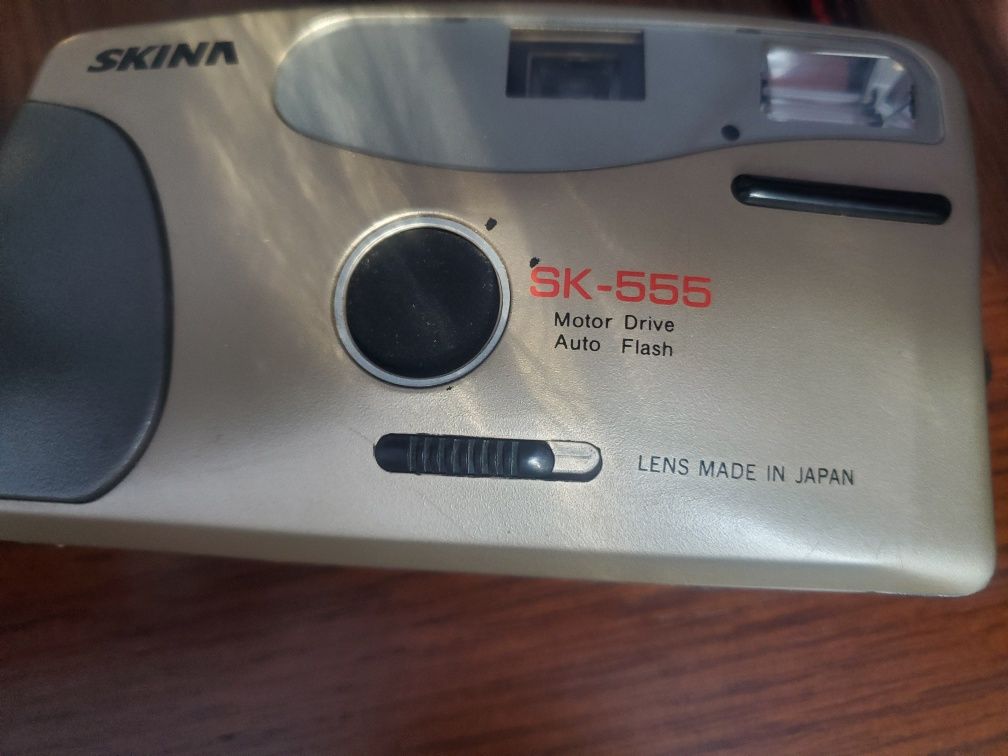 SKINA
SK-555
Motor Drive
Auto Flash
LENS MADE IN JAPAN